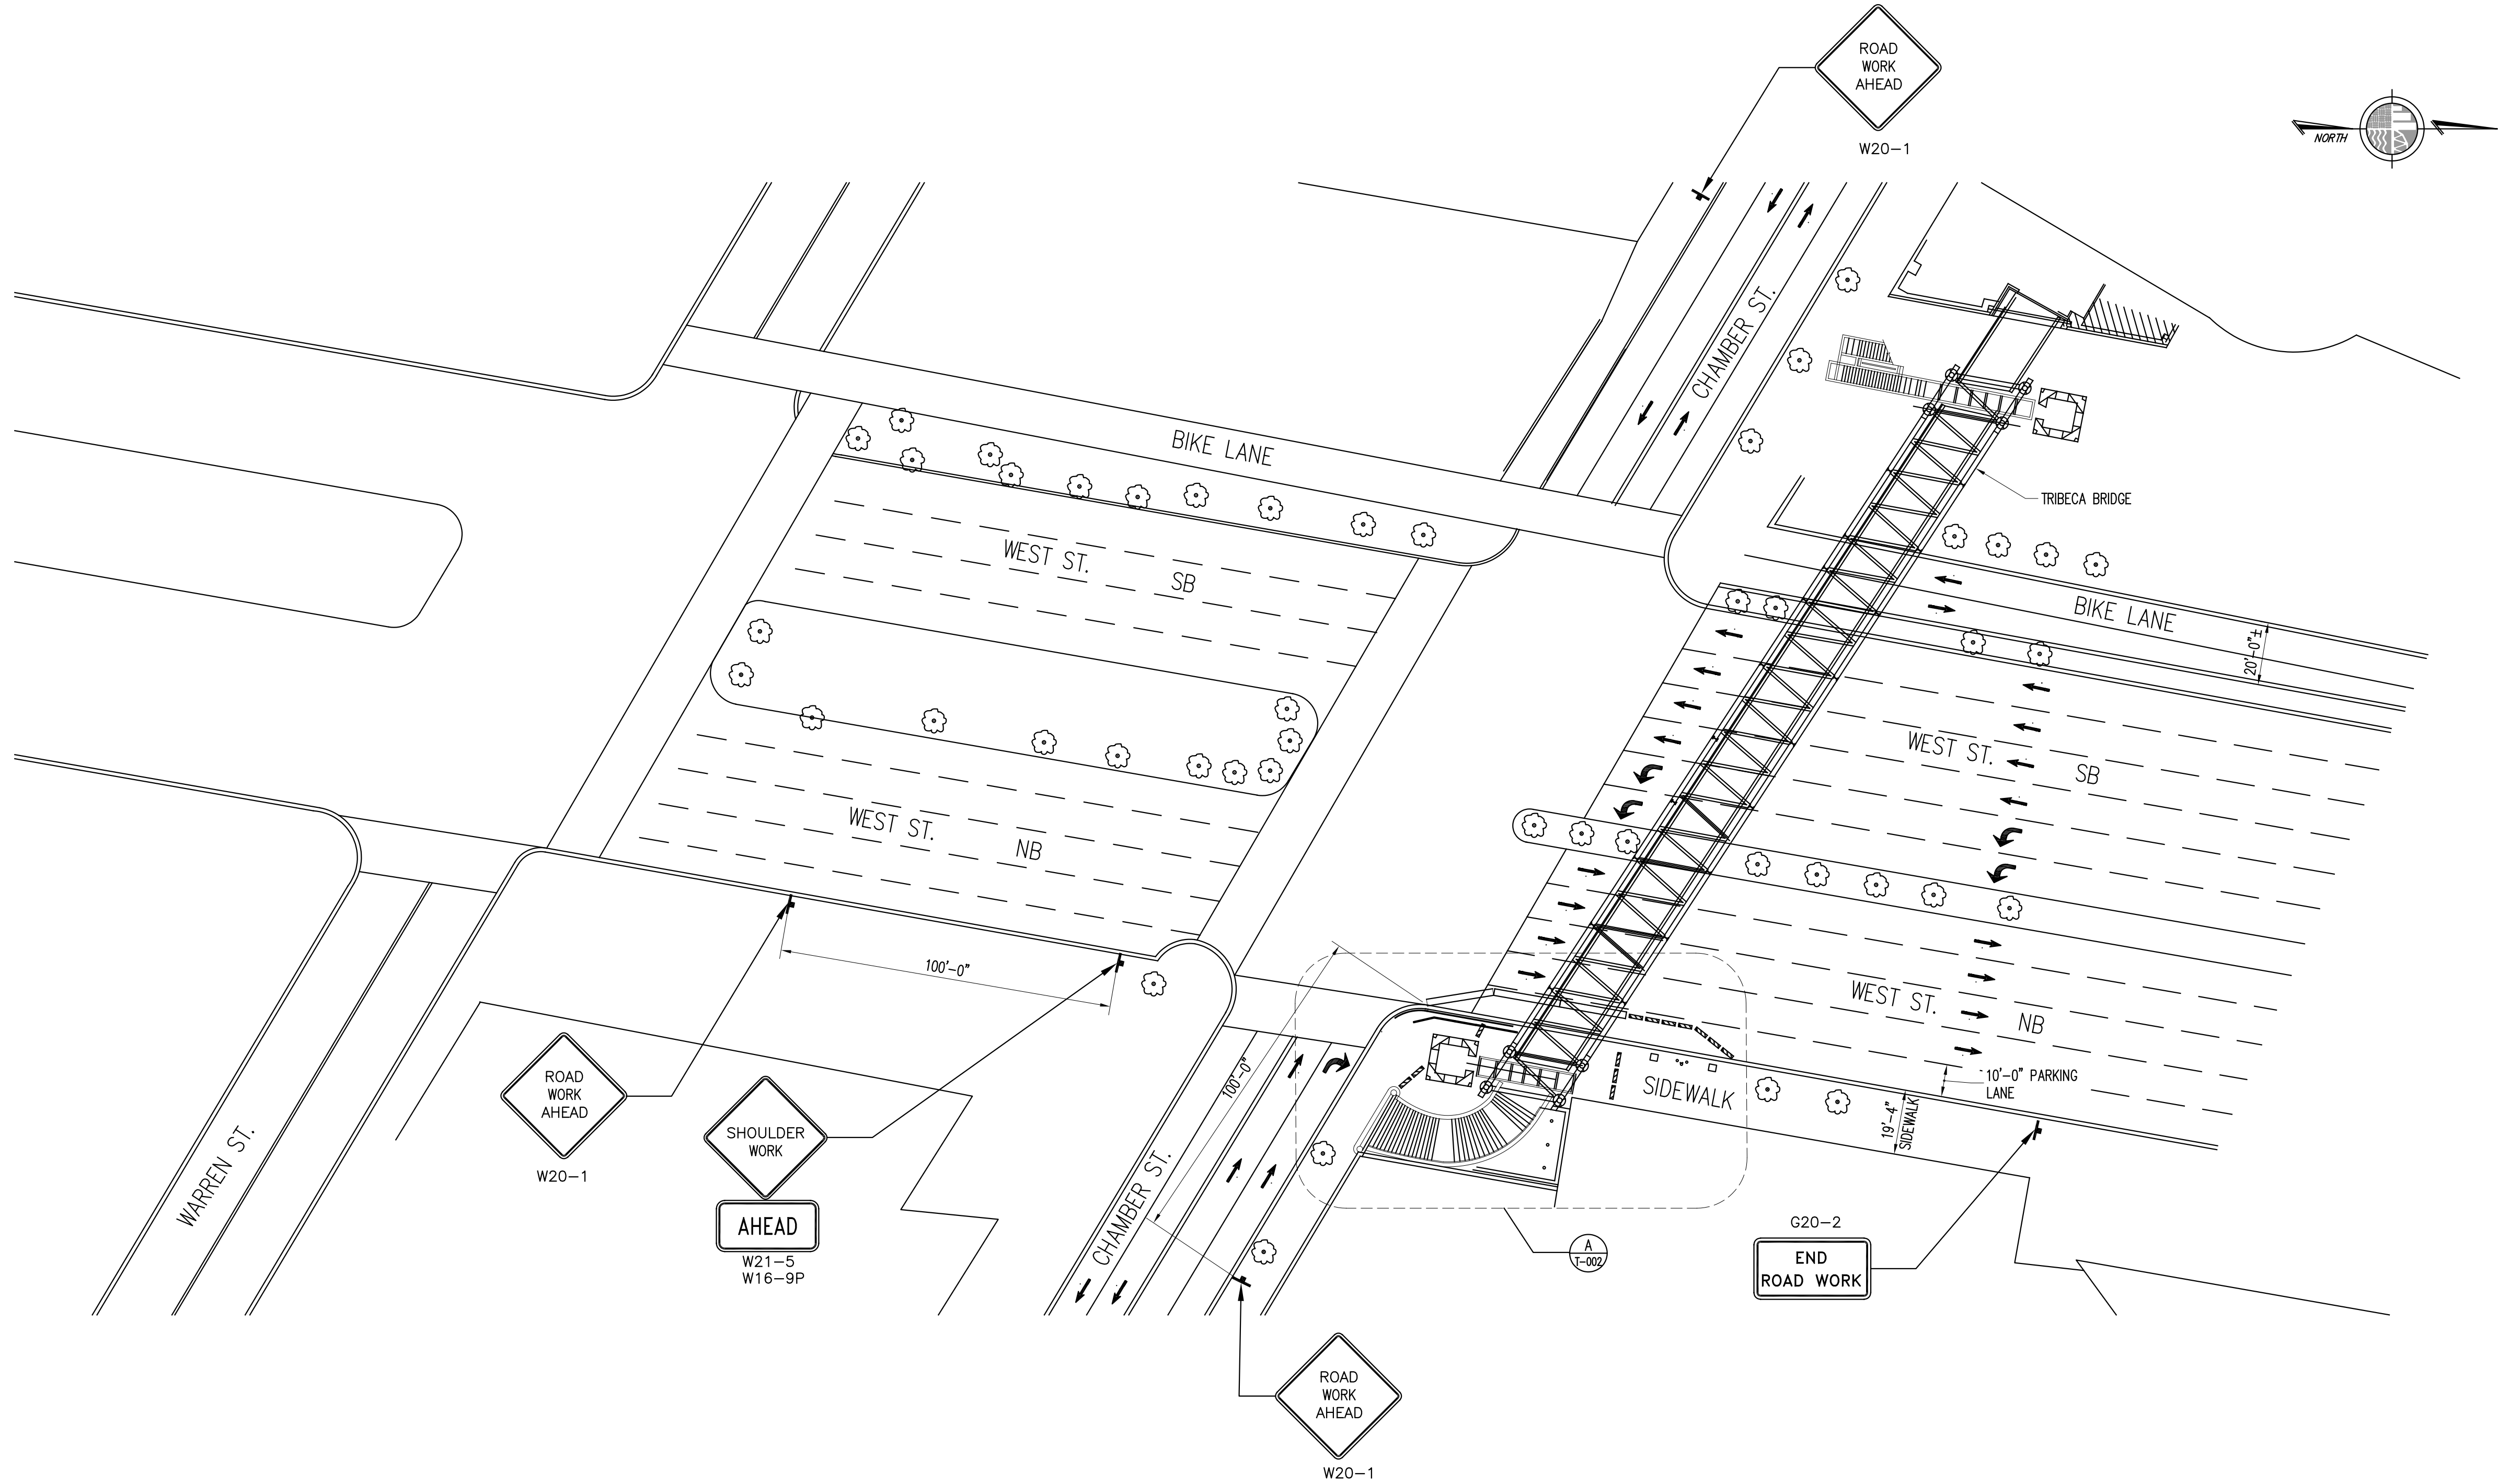 ROAD
WORK
AHEAD
W20-1
NORTH
CHAMBER ST.
BIKE LANE
TRIBECA BRIDGE
WEST ST.
SB
BIKE LANE
20'-0"±
WEST ST.
SB
WEST ST.
NB
100'-0"
WEST ST.
NB
10'-0" PARKING
LANE
SIDEWALK
19'-4"
SIDEWALK
100'-0"
ROAD
WORK
AHEAD
W20-1
SHOULDER
WORK
AHEAD
W21-5
W16-9P
WARREN ST.
CHAMBER ST.
A
T-002
G20-2
END
ROAD WORK
ROAD
WORK
AHEAD
W20-1